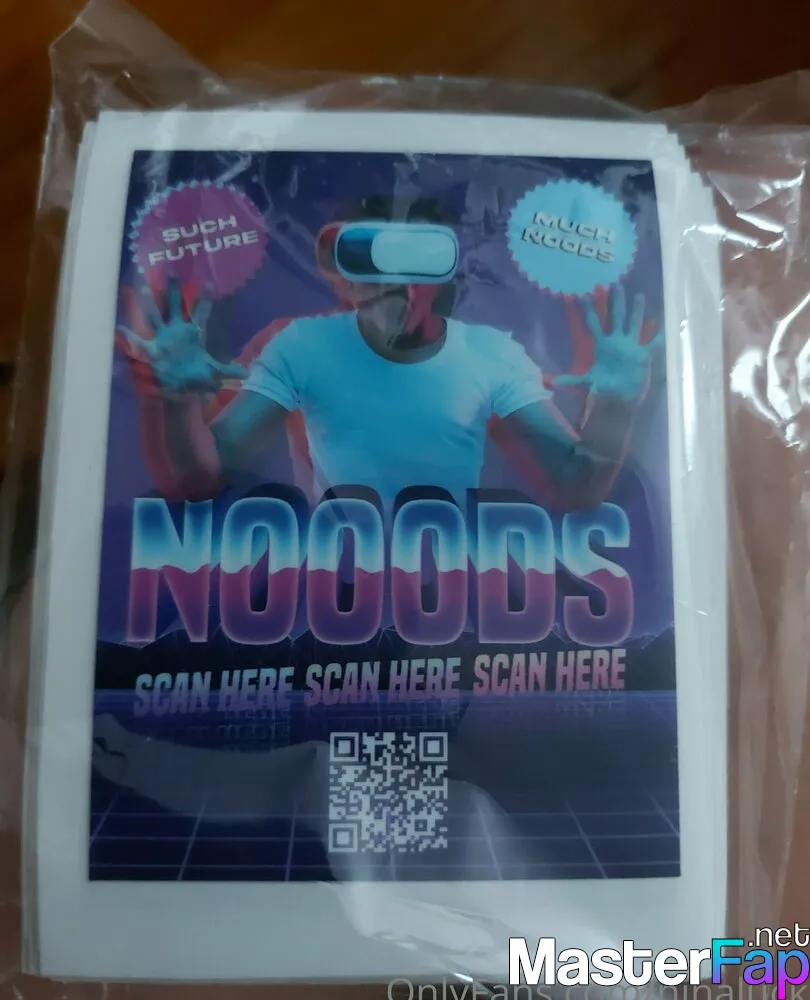 SUCH
FUTURE
MUCH
NOODS
NOOODS
SCAN HERE SCAN HERE SCAN HERE
.net
MasterFap